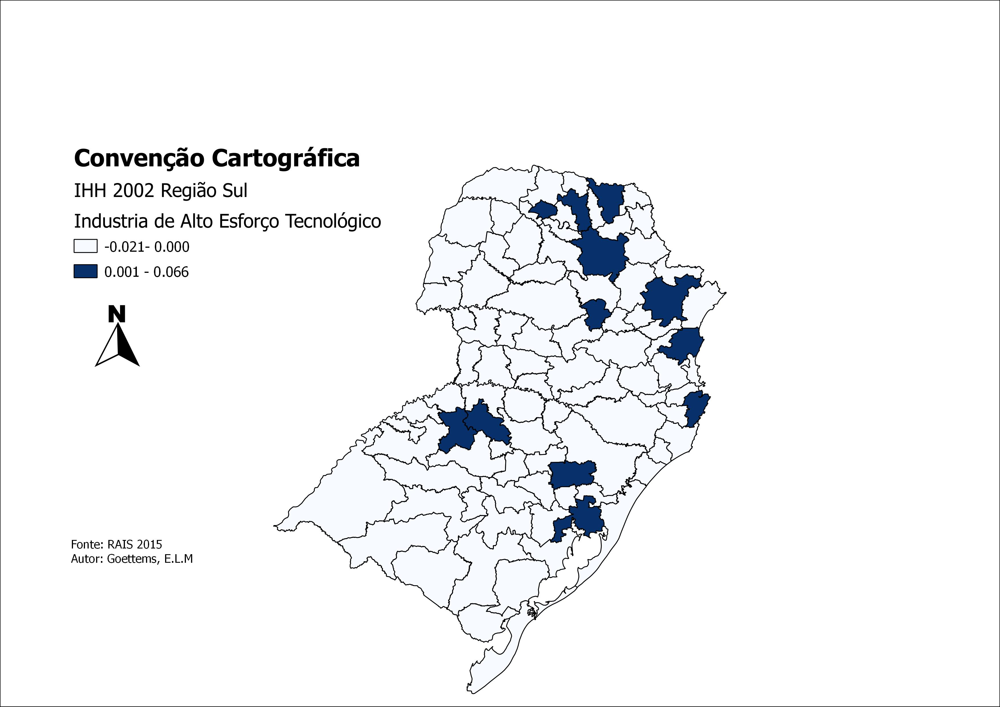 Convenção Cartográfica
IHH 2002 Região Sul
Industria de Alto Esforço Tecnológico
-0.021- 0.000
0.001 - 0.066
N
Fonte: RAIS 2015
Autor: Goettems, E.L.M